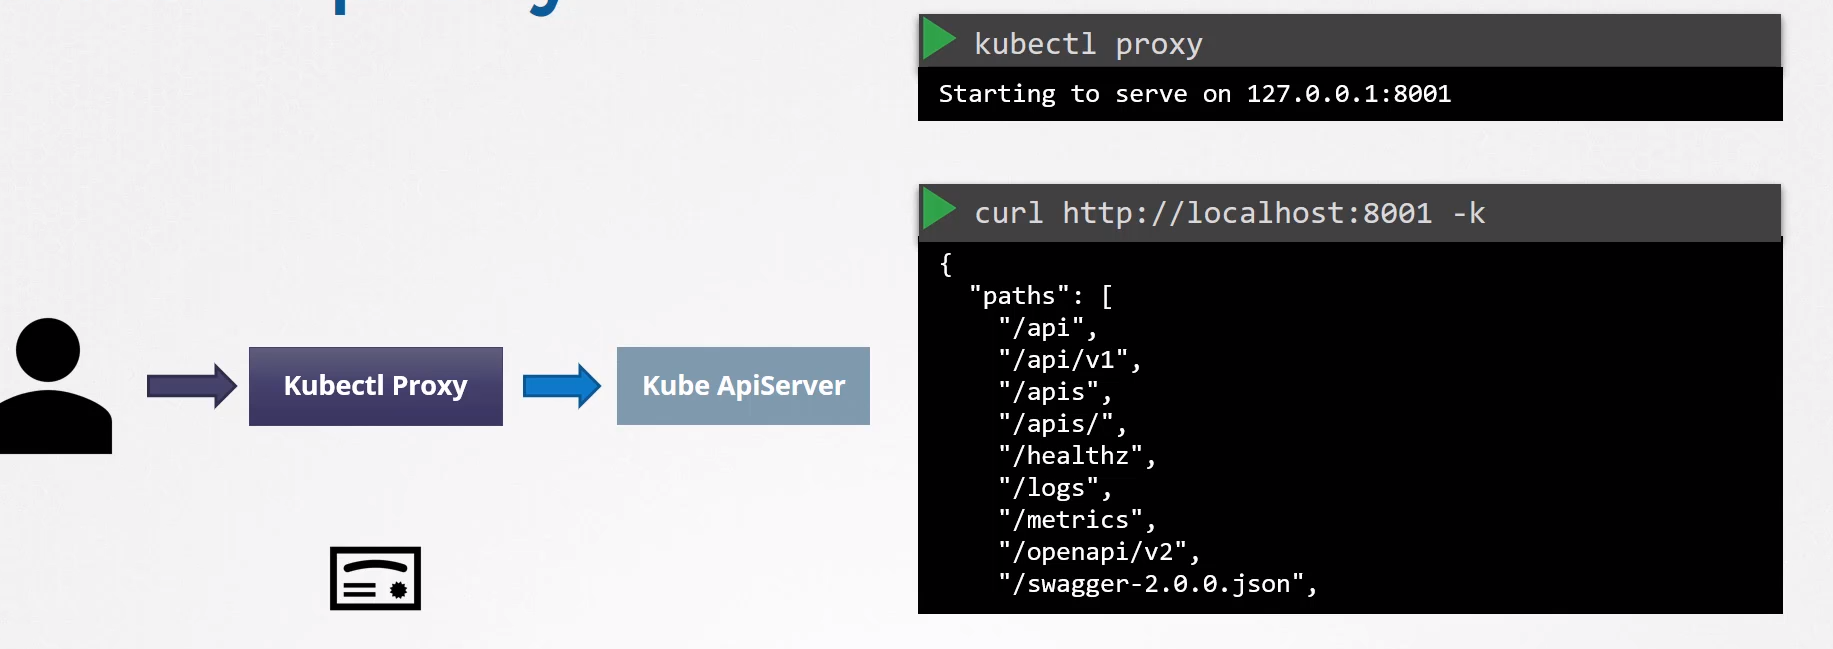 kubectl proxy
Starting to serve on 127.0.0.1:8001
curl http://localhost:8001 -k
{
"paths": [
"/api",
"/api/v1",
"/apis",
"/apis/",
"/healthz",
"/logs",
"/metrics",
"/openapi/v2",
"/swagger-2.0.0.json",
Kubectl Proxy
Kube ApiServer